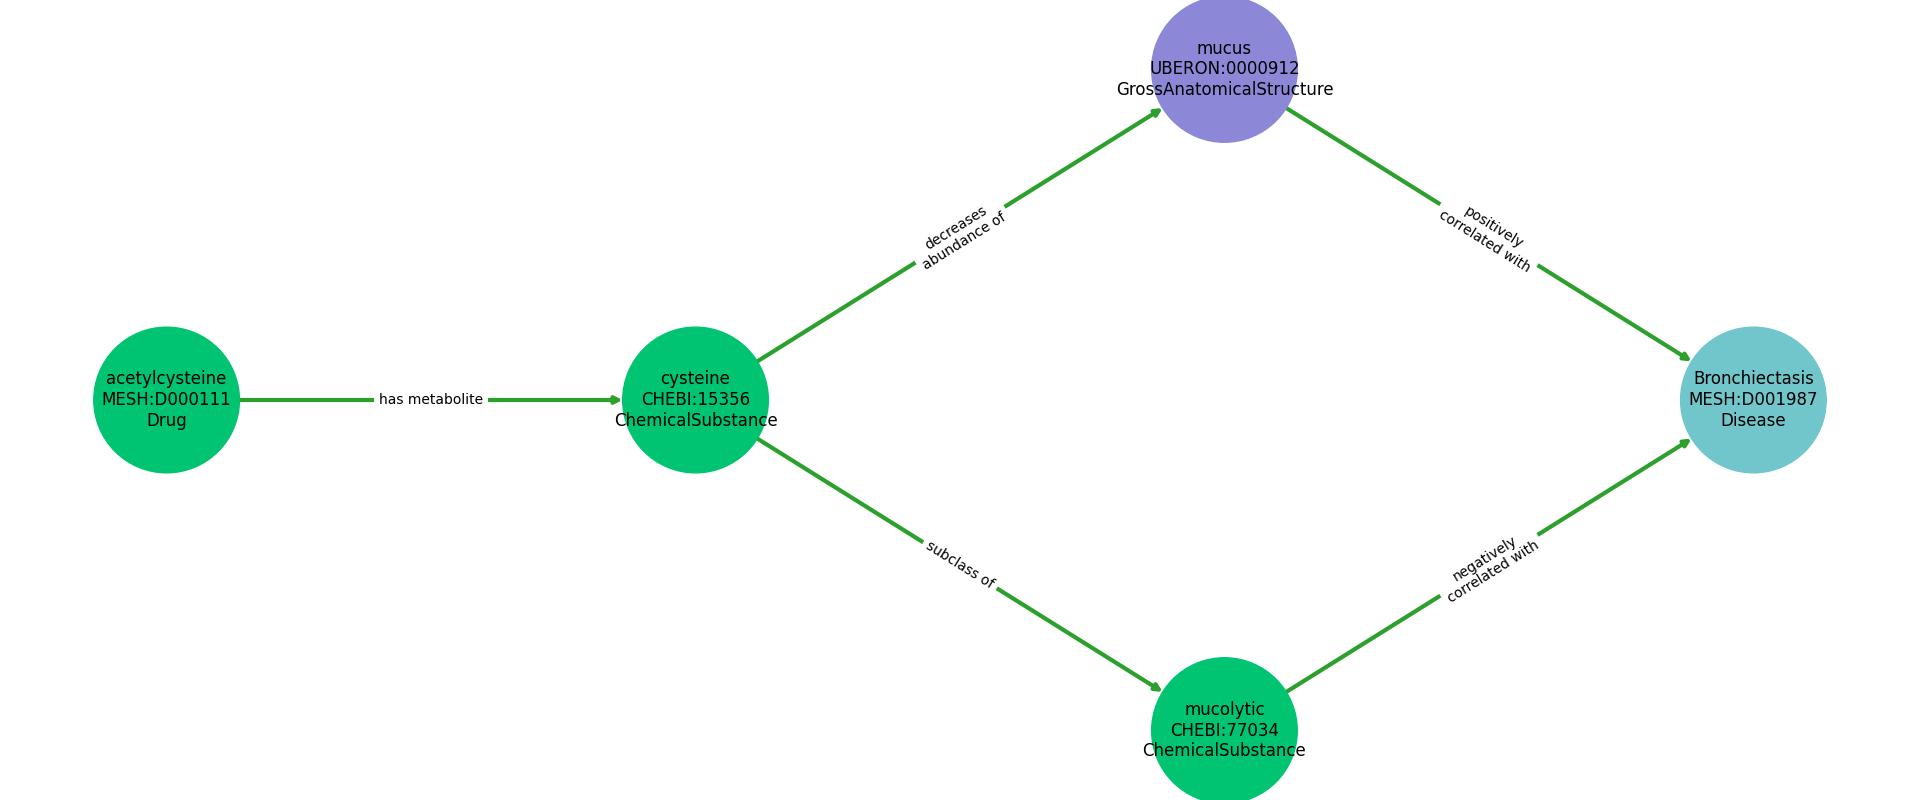 mucus
UBERON:0000912
GrossAnatomicalStructure
decreases
abundance of
positively
correlated with
acetylcysteine
MESH:D000111
Drug
has metabolite
cysteine
CHEBI:15356
ChemicalSubstance
Bronchiectasis
MESH:D001987
Disease
subclass of
negatively
correlated with
mucolytic
CHEBI:77034
ChemicalSubstance